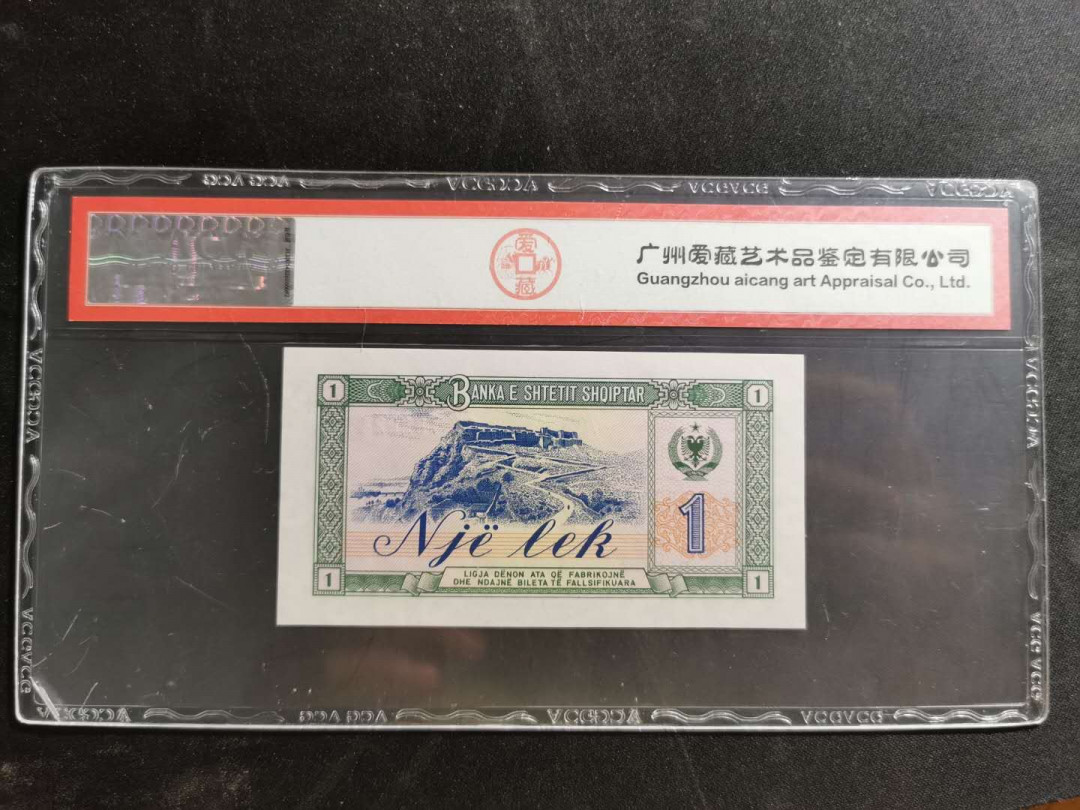 广州爱藏艺术品鉴定有限公司
Guangzhou aicang art Appraisal Co., Ltd.
爱
藏
1 BANKA E SHTETIT SHQIPTAR 1
1
Një lek
LIGJA DËNON ATA QË FABRIKOJNË
DHE NDAJNË BILETA TË FALLSIFIKUARA
1 1